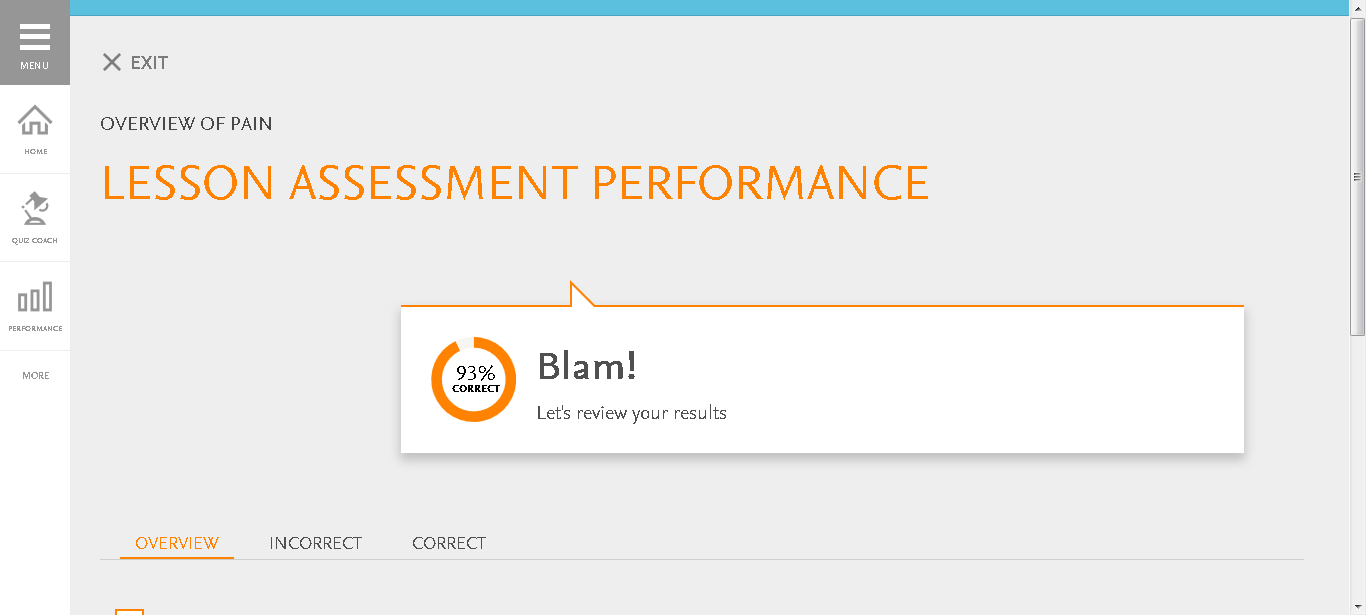 MENU
HOME
QUIZ COACH
PERFORMANCE
MORE
EXIT
OVERVIEW OF PAIN
LESSON ASSESSMENT PERFORMANCE
93%
CORRECT
Blam!
Let's review your results
OVERVIEW INCORRECT CORRECT